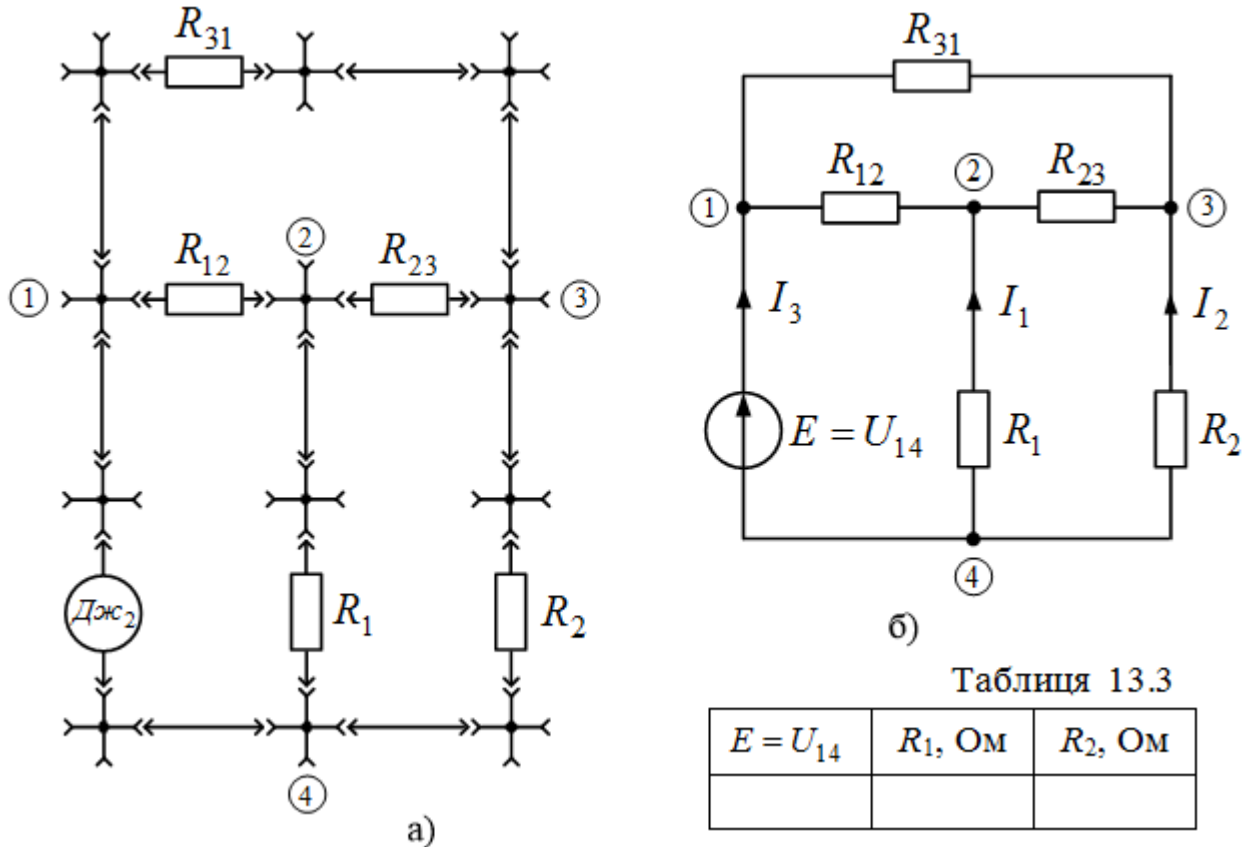 R31
1
R12
2
R23
3
Дж2
R1
R2
4
а)
R31
1
R12
2
R23
3
I3
I1
I2
E = U14
R1
R2
4
б)
Таблиця 13.3
E = U14 R1, Ом R2, Ом